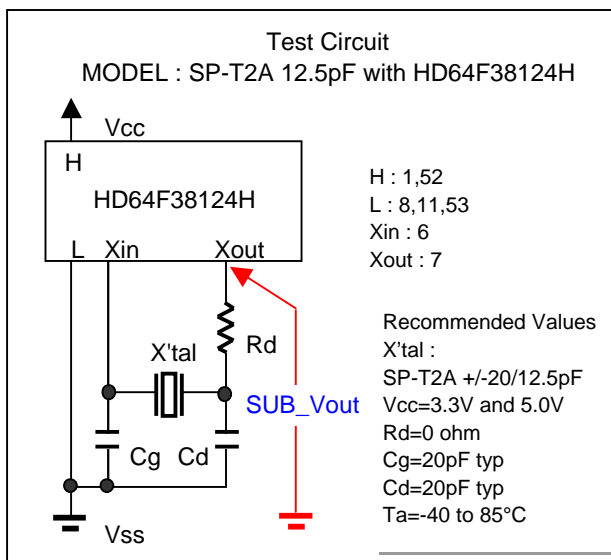 Test Circuit
MODEL : SP-T2A 12.5pF with HD64F38124H
Vcc
H
HD64F38124H
L Xin Xout
H : 1,52
L : 8,11,53
Xin : 6
Xout : 7
X'tal
Rd
SUB_Vout
Cg Cd
Vss
Recommended Values
X'tal :
SP-T2A +/-20/12.5pF
Vcc=3.3V and 5.0V
Rd=0 ohm
Cg=20pF typ
Cd=20pF typ
Ta=-40 to 85°C